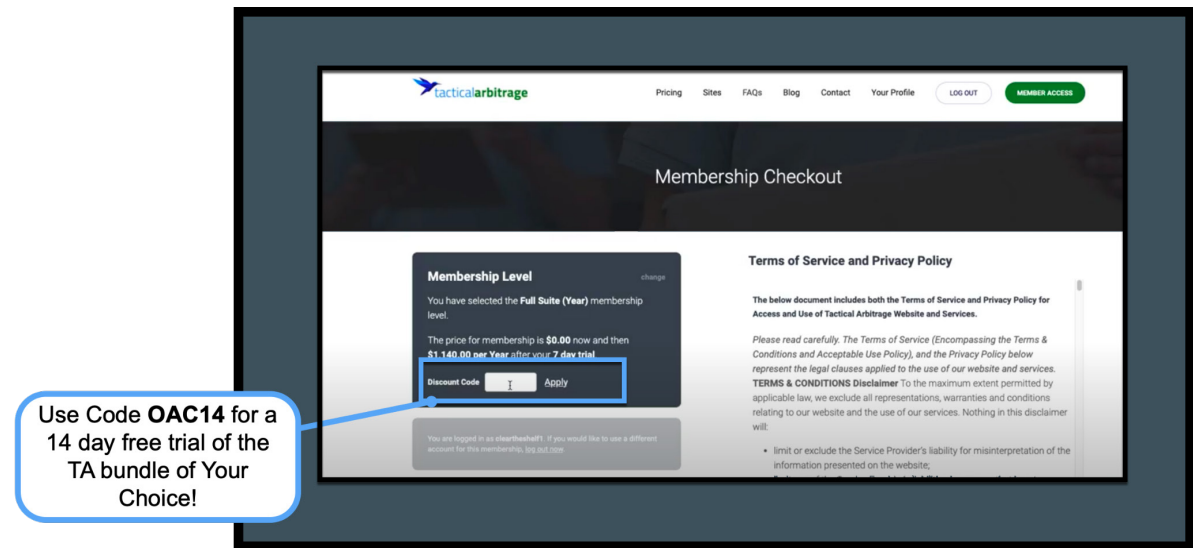 tacticalarbitrage
Pricing Sites FAQs Blog Contact Your Profile LOG OUT MEMBER ACCESS
Membership Checkout
Membership Level change
You have selected the Full Suite (Year) membership
level.
The price for membership is $0.00 now and then
$1,140.00 per Year after your 7 day trial.
Discount Code Apply
You are logged in as cleartheshelf1. If you would like to use a different
account for this membership, log out now.
Terms of Service and Privacy Policy
The below document includes both the Terms of Service and Privacy Policy for
Access and Use of Tactical Arbitrage Website and Services.
Please read carefully. The Terms of Service (Encompassing the Terms &
Conditions and Acceptable Use Policy), and the Privacy Policy below
represent the legal clauses applied to the use of our website and services.
TERMS & CONDITIONS Disclaimer To the maximum extent permitted by
applicable law, we exclude all representations, warranties and conditions
relating to our website and the use of our services. Nothing in this disclaimer
will:
• limit or exclude the Service Provider's liability for misinterpretation of the
information presented on the website;
Use Code OAC14 for a
14 day free trial of the
TA bundle of Your
Choice!